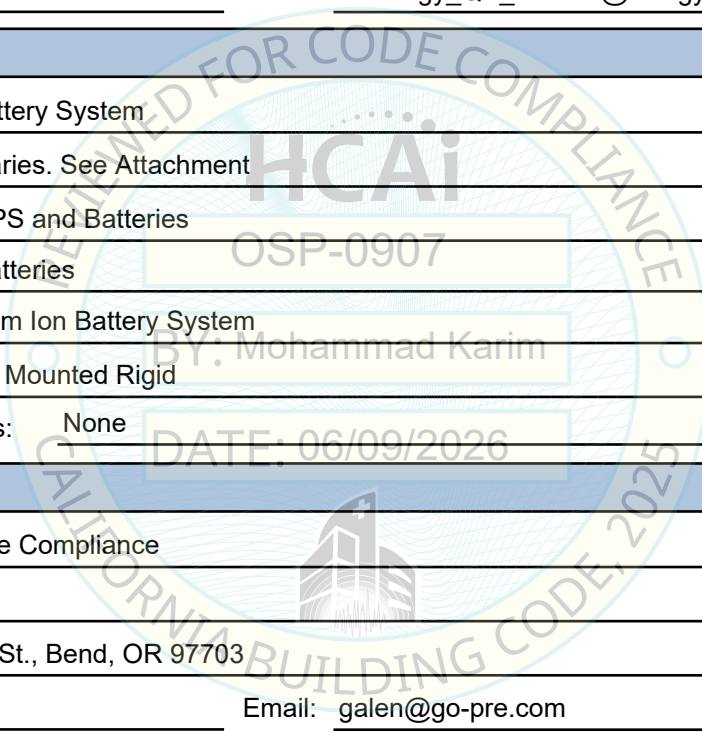 REVIEWED FOR CODE COMPLIANCE
ttery System
HCAi
aries. See Attachment
PS and Batteries
OSP-0907
atteries
m Ion Battery System
BY: Mohammad Karim
Mounted Rigid
s: None
DATE: 06/09/2026
e Compliance
St., Bend, OR 97703
CALIFORNIA BUILDING CODE, 2025
Email: galen@go-pre.com